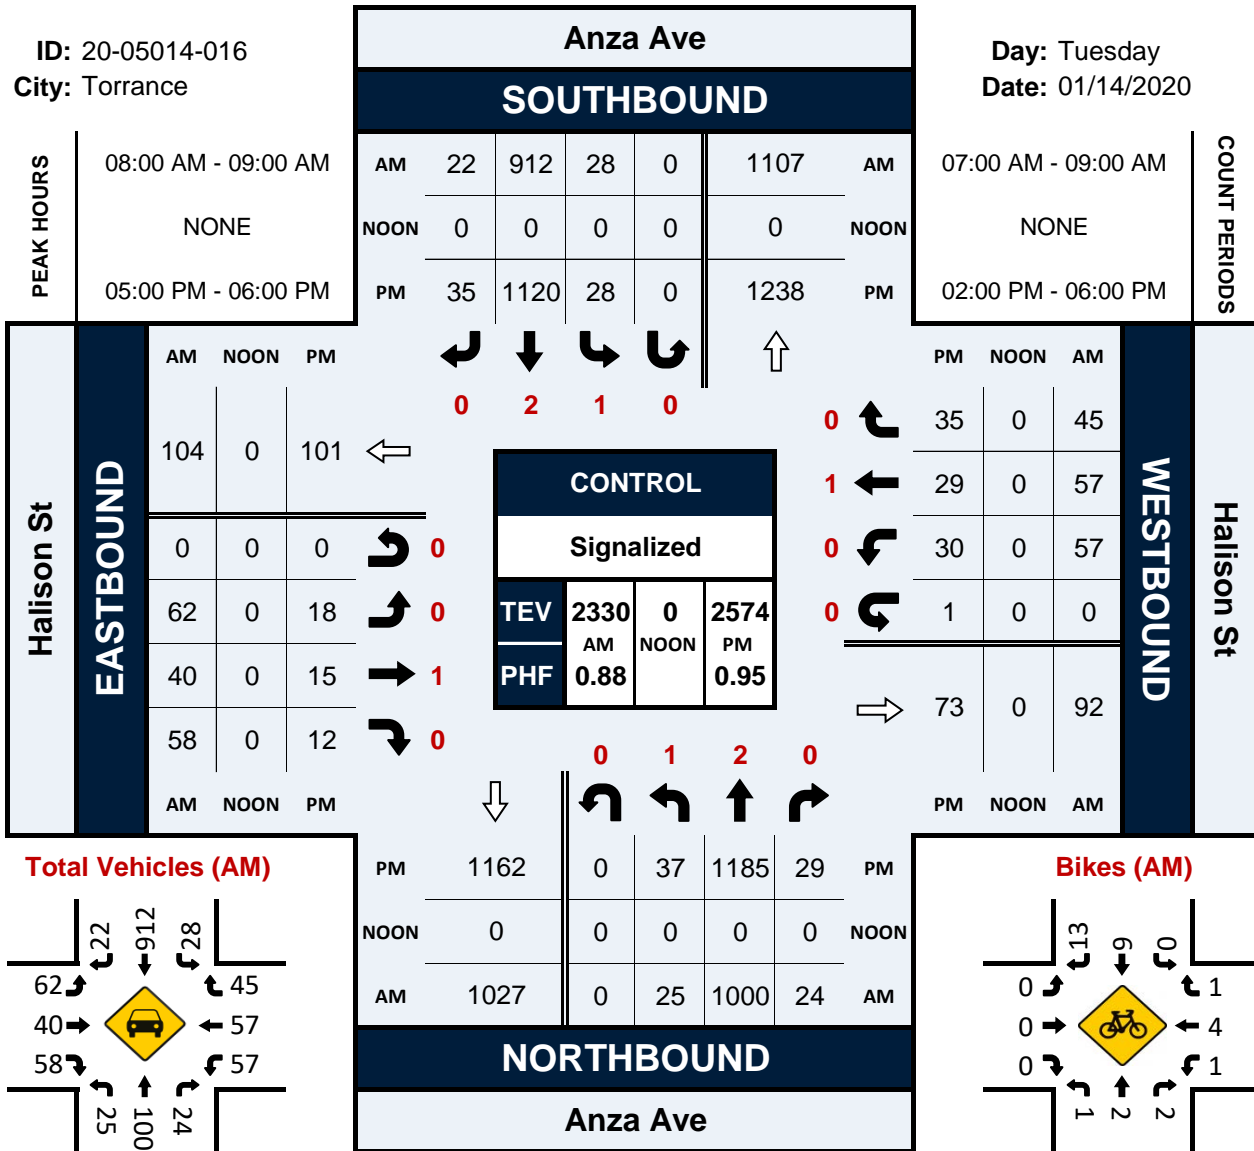 Anza Ave
ID: 20-05014-016
City: Torrance
Day: Tuesday
Date: 01/14/2020
SOUTHBOUND
PEAK HOURS
08:00 AM - 09:00 AM
NONE
05:00 PM - 06:00 PM
AM 22 912 28 0 1107 AM
NOON 0 0 0 0 0 NOON
PM 35 1120 28 0 1238 PM
07:00 AM - 09:00 AM
NONE
02:00 PM - 06:00 PM
COUNT PERIODS
0 2 1 0
Halison St
EASTBOUND
AM NOON PM
104 0 101
0 0 0 0
62 0 18 0
40 0 15 1
58 0 12 0
AM NOON PM
CONTROL
Signalized
TEV 2330 0 2574
AM NOON PM
PHF 0.88 0.95
PM NOON AM
0 35 0 45
1 29 0 57
0 30 0 57
0 1 0 0
73 0 92
PM NOON AM
WESTBOUND
Halison St
0 1 2 0
PM 1162 0 37 1185 29 PM
NOON 0 0 0 0 0 NOON
AM 1027 0 25 1000 24 AM
NORTHBOUND
Anza Ave
Total Vehicles (AM)
22 912 28
62 45
40 57
58 57
25 100 24
Bikes (AM)
13 9 0
0 1
0 4
0 1
1 2 2